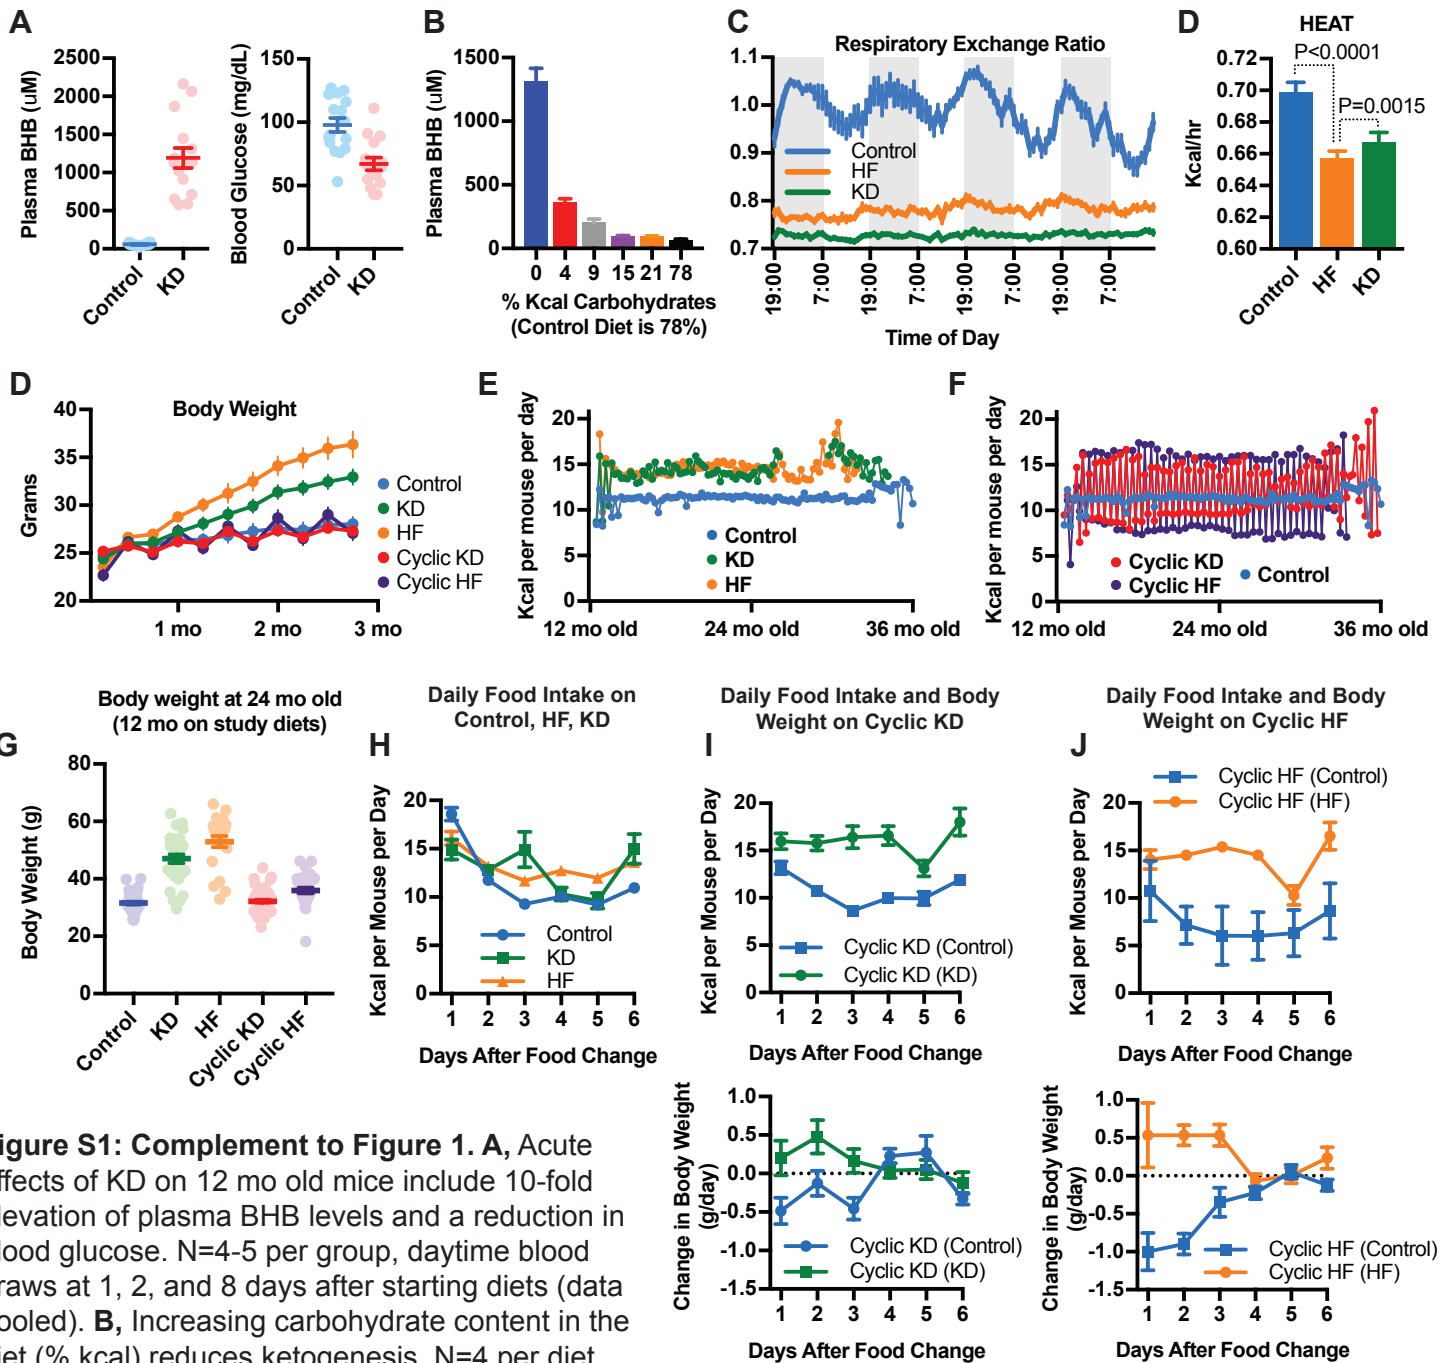 A
Plasma BHB (uM)
2500
2000
1500
1000
500
0
Control
KD
Blood Glucose (mg/dL)
150
100
50
0
Control
KD
B
Plasma BHB (uM)
1500
1000
500
0
0 4 9 15 21 78
% Kcal Carbohydrates
(Control Diet is 78%)
C
Respiratory Exchange Ratio
1.1
1.0
0.9
0.8
0.7
Control
HF
KD
19:00 7:00 19:00 7:00 19:00 7:00 19:00 7:00
Time of Day
D
HEAT
Kcal/hr
0.72
0.70
0.68
0.66
0.64
0.62
0.60
P<0.0001
P=0.0015
Control
HF
KD
D
Body Weight
Grams
40
35
30
25
20
1 mo 2 mo 3 mo
Control
KD
HF
Cyclic KD
Cyclic HF
E
Kcal per mouse per day
20
15
10
5
0
Control
KD
HF
12 mo old 24 mo old 36 mo old
F
Kcal per mouse per day
20
15
10
5
0
Cyclic KD
Cyclic HF
Control
12 mo old 24 mo old 36 mo old
G
Body weight at 24 mo old
(12 mo on study diets)
Body Weight (g)
80
60
40
20
0
Control
KD
HF
Cyclic KD
Cyclic HF
Daily Food Intake on
Control, HF, KD
H
Kcal per Mouse per Day
20
15
10
5
0
Control
KD
HF
1 2 3 4 5 6
Days After Food Change
Daily Food Intake and Body
Weight on Cyclic KD
I
Kcal per Mouse per Day
20
15
10
5
0
Cyclic KD (Control)
Cyclic KD (KD)
1 2 3 4 5 6
Days After Food Change
Change in Body Weight
(g/day)
1.0
0.5
0.0
-0.5
-1.0
-1.5
Cyclic KD (Control)
Cyclic KD (KD)
1 2 3 4 5 6
Days After Food Change
Daily Food Intake and Body
Weight on Cyclic HF
J
Cyclic HF (Control)
Cyclic HF (HF)
Kcal per Mouse per Day
20
15
10
5
0
1 2 3 4 5 6
Days After Food Change
Change in Body Weight
(g/day)
1.0
0.5
0.0
-0.5
-1.0
-1.5
Cyclic HF (Control)
Cyclic HF (HF)
1 2 3 4 5 6
Days After Food Change
igure S1: Complement to Figure 1. A, Acute
ffects of KD on 12 mo old mice include 10-fold
levation of plasma BHB levels and a reduction in
lood glucose. N=4-5 per group, daytime blood
raws at 1, 2, and 8 days after starting diets (data
ooled). B, Increasing carbohydrate content in the
iet (% kcal) reduces ketogenesis. N=4 per diet